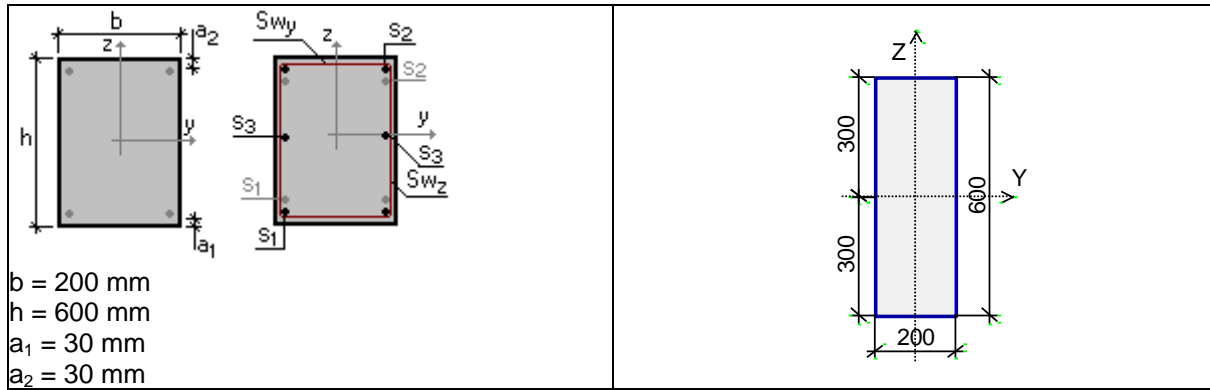 b
a₂
z
h
y
a₁
Swy
z
s₂
s₂
y
s₃
s₃
s₁
Swz
s₁
b = 200 mm
h = 600 mm
a₁ = 30 mm
a₂ = 30 mm
Z
300
Y
600
300
200